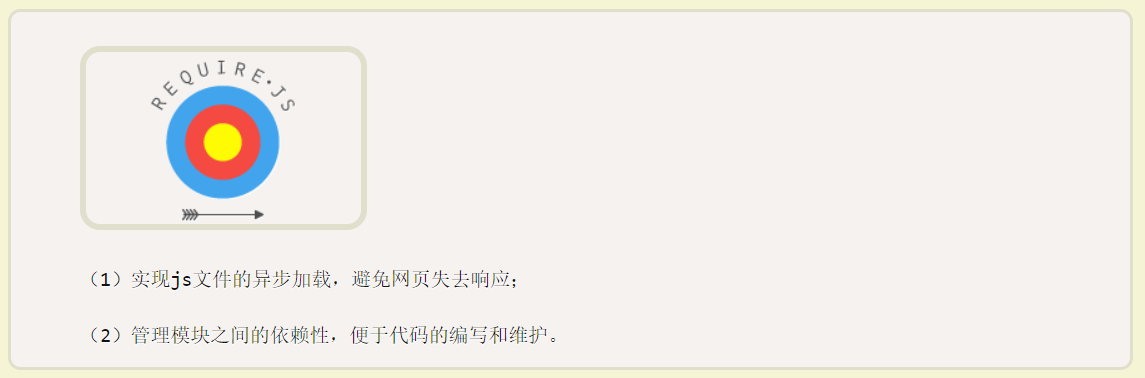 REQUIRE•JS
（1）实现js文件的异步加载，避免网页失去响应；
（2）管理模块之间的依赖性，便于代码的编写和维护。